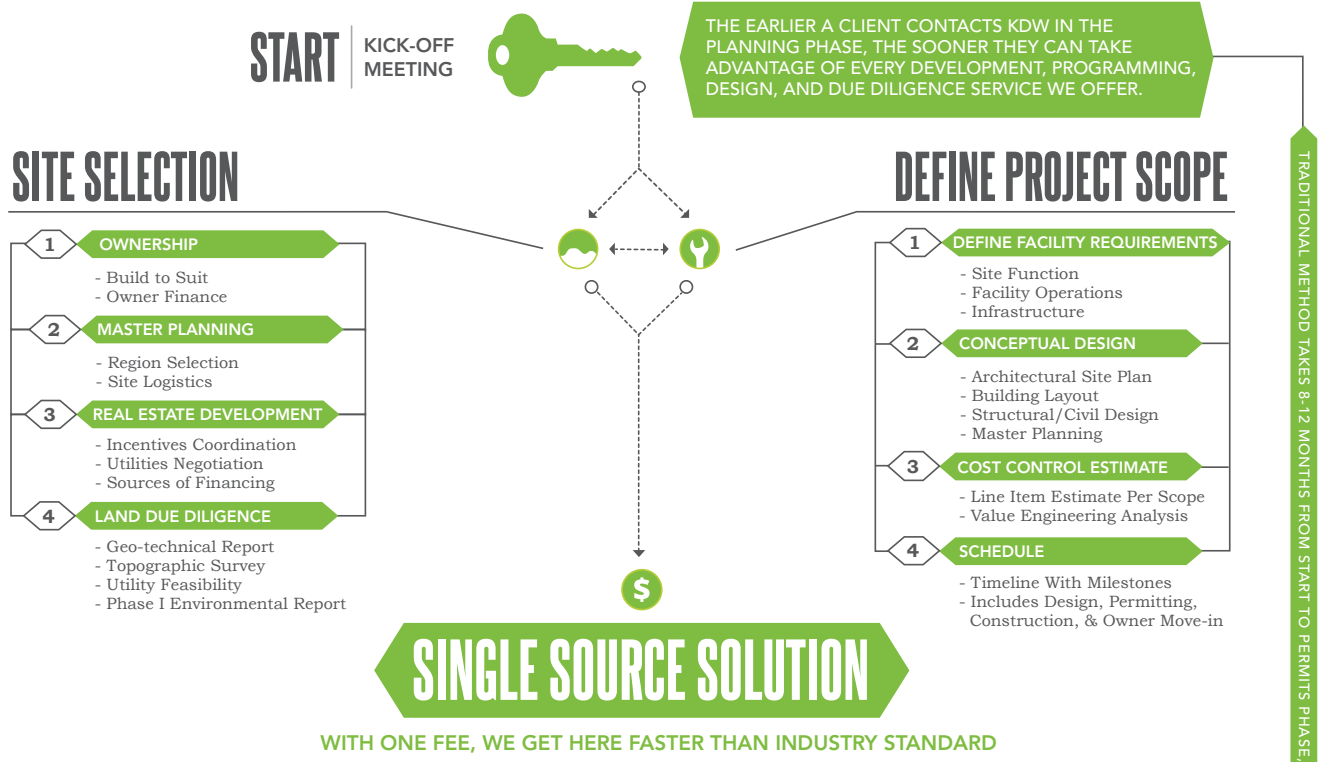 START
KICK-OFF
MEETING
THE EARLIER A CLIENT CONTACTS KDW IN THE
PLANNING PHASE, THE SOONER THEY CAN TAKE
ADVANTAGE OF EVERY DEVELOPMENT, PROGRAMMING,
DESIGN, AND DUE DILIGENCE SERVICE WE OFFER.
SITE SELECTION
1 OWNERSHIP
- Build to Suit
- Owner Finance
2 MASTER PLANNING
- Region Selection
- Site Logistics
3 REAL ESTATE DEVELOPMENT
- Incentives Coordination
- Utilities Negotiation
- Sources of Financing
4 LAND DUE DILIGENCE
- Geo-technical Report
- Topographic Survey
- Utility Feasibility
- Phase I Environmental Report
DEFINE PROJECT SCOPE
1 DEFINE FACILITY REQUIREMENTS
- Site Function
- Facility Operations
- Infrastructure
2 CONCEPTUAL DESIGN
- Architectural Site Plan
- Building Layout
- Structural/Civil Design
- Master Planning
3 COST CONTROL ESTIMATE
- Line Item Estimate Per Scope
- Value Engineering Analysis
4 SCHEDULE
- Timeline With Milestones
- Includes Design, Permitting,
Construction, & Owner Move-in
TRADITIONAL METHOD TAKES 8-12 MONTHS FROM START TO PERMITS PHASE,
$
SINGLE SOURCE SOLUTION
WITH ONE FEE, WE GET HERE FASTER THAN INDUSTRY STANDARD